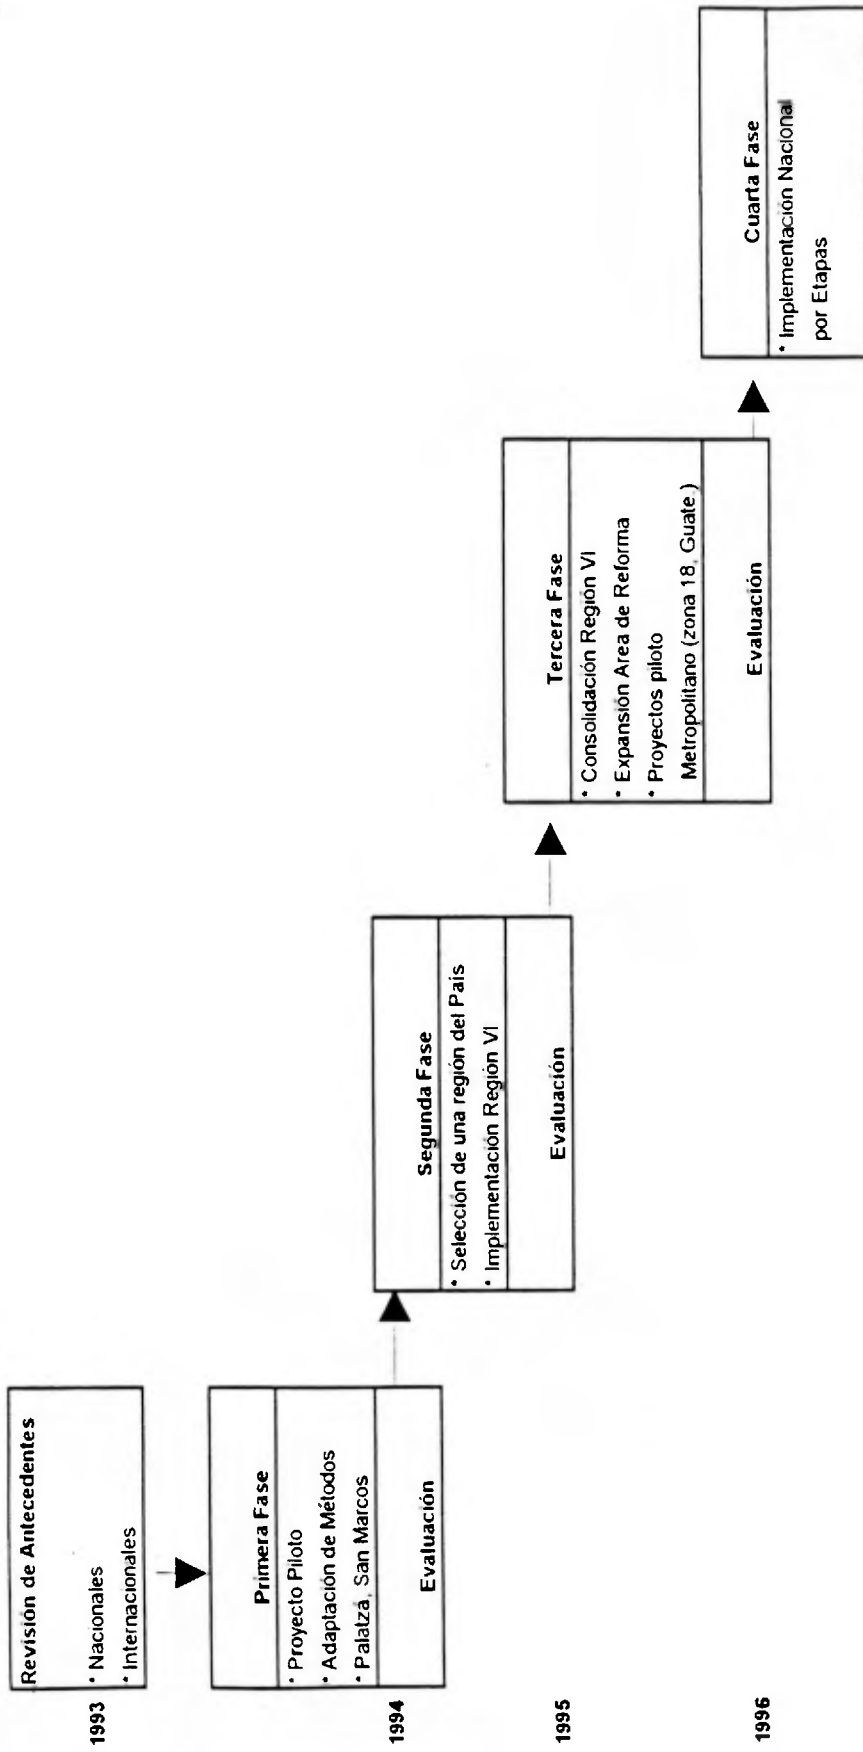 1993
Revisión de Antecedentes
* Nacionales
* Internacionales
Primera Fase
* Proyecto Piloto
* Adaptación de Métodos
* Palatzá, San Marcos
Evaluación
1994
Segunda Fase
* Selección de una región del País
* Implementación Región VI
Evaluación
1995
Tercera Fase
* Consolidación Región VI
* Expansión Area de Reforma
* Proyectos piloto
Metropolitano (zona 18, Guate.)
Evaluación
1996
Cuarta Fase
* Implementación Nacional
por Etapas